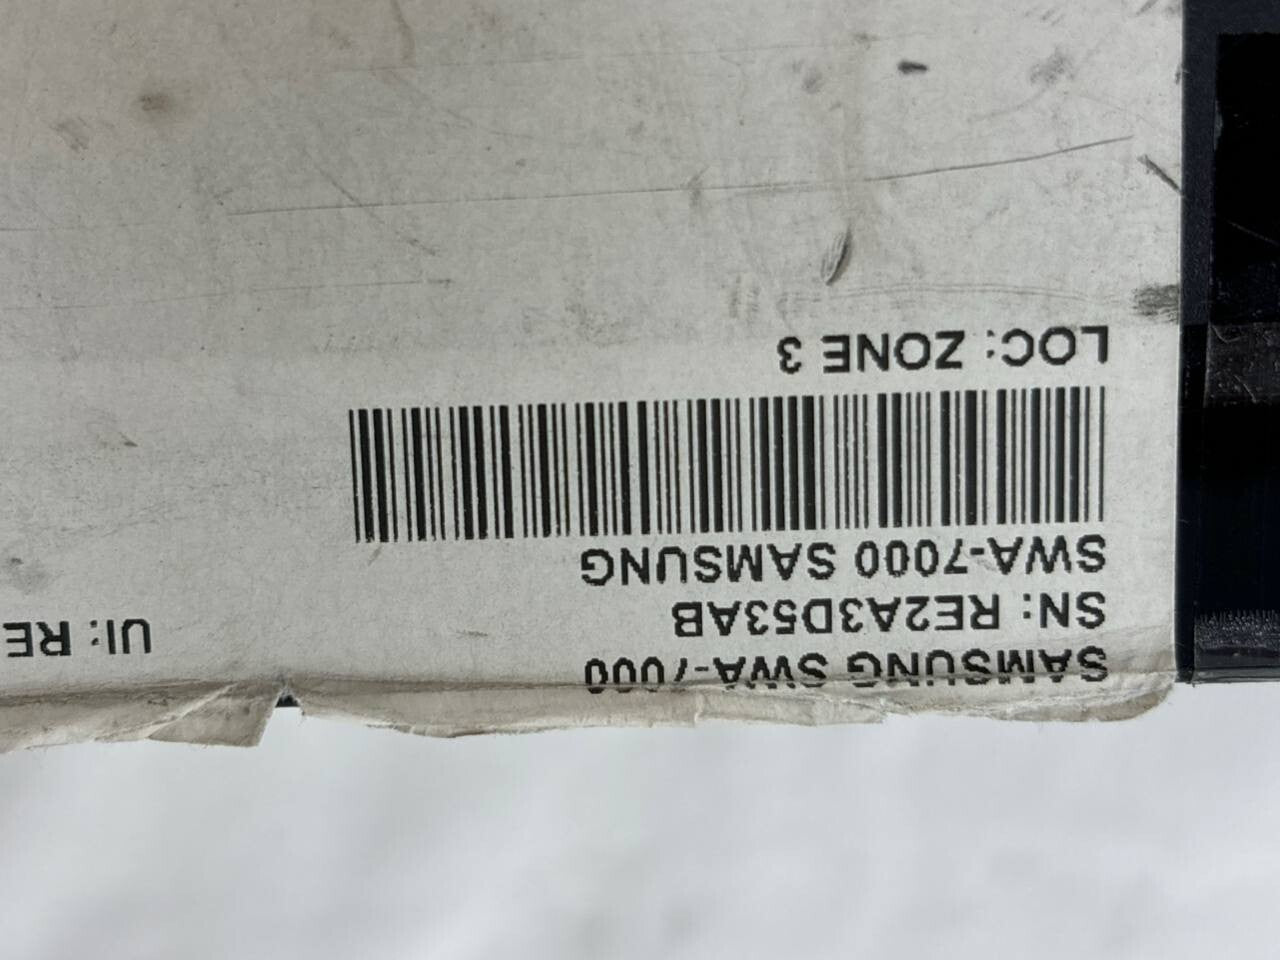 SAMSUNG SWA-7000
SN: RE2A3D53AB
SWA-7000 SAMSUNG
LOC: ZONE 3
UI: RE